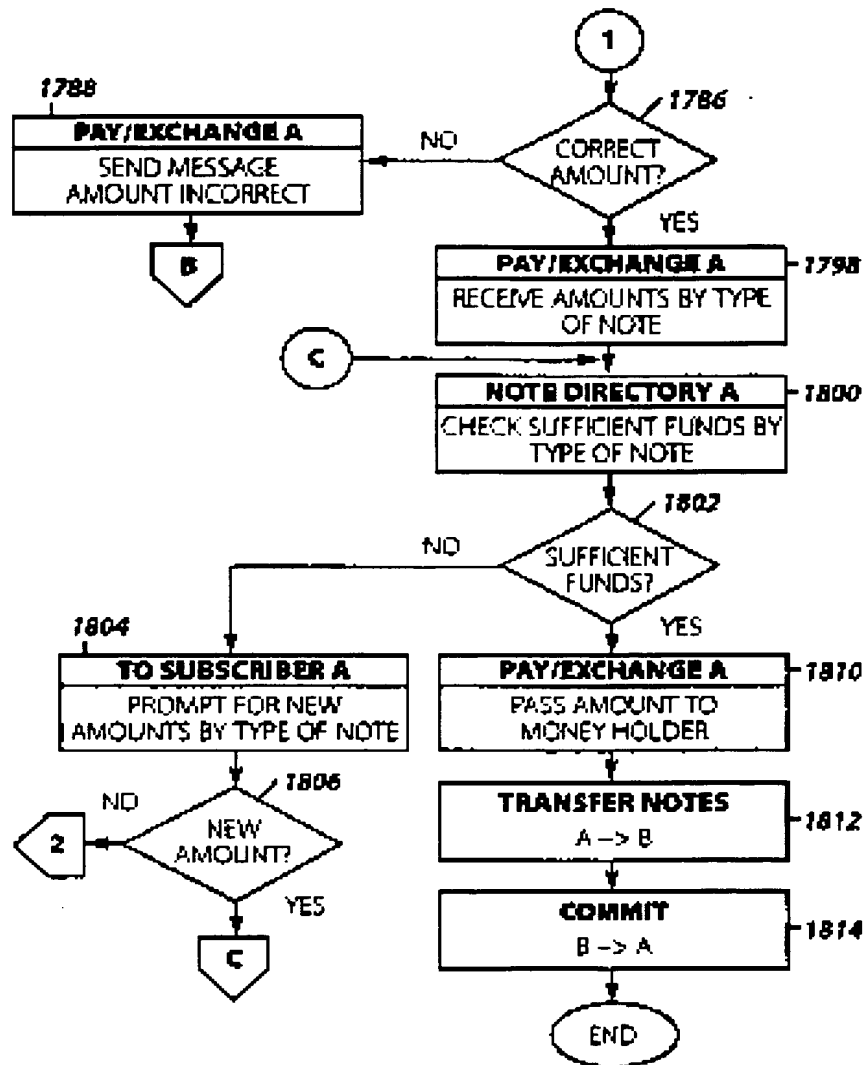 1
1786
CORRECT
AMOUNT?
NO
YES
1788
PAY/EXCHANGE A
SEND MESSAGE
AMOUNT INCORRECT
B
PAY/EXCHANGE A
1798
RECEIVE AMOUNTS BY TYPE
OF NOTE
C
NOTE DIRECTORY A
1800
CHECK SUFFICIENT FUNDS BY
TYPE OF NOTE
1802
SUFFICIENT
FUNDS?
NO
YES
1804
TO SUBSCRIBER A
PROMPT FOR NEW
AMOUNTS BY TYPE OF NOTE
1806
NEW
AMOUNT?
NO
2
YES
C
PAY/EXCHANGE A
1810
PASS AMOUNT TO
MONEY HOLDER
TRANSFER NOTES
A -> B
1812
COMMIT
B -> A
1814
END